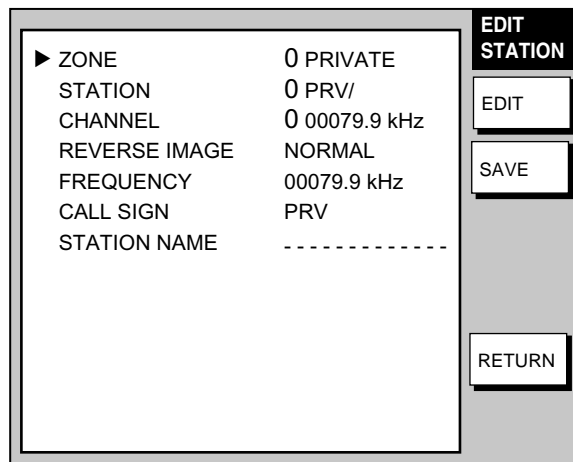 ▶ ZONE 0 PRIVATE
STATION 0 PRV/
CHANNEL 0 00079.9 kHz
REVERSE IMAGE NORMAL
FREQUENCY 00079.9 kHz
CALL SIGN PRV
STATION NAME - - - - - - - - - - - - -
EDIT
STATION
EDIT
SAVE
RETURN